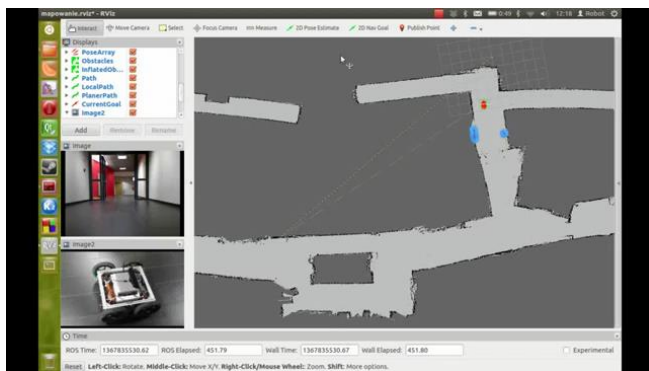 mapowanie.rviz* - RViz
0:49
12:18
Robot
Interact
Move Camera
Select
Focus Camera
Measure
2D Pose Estimate
2D Nav Goal
Publish Point
Displays
PoseArray
Obstacles
InflatedOb...
Path
LocalPath
PlanerPath
CurrentGoal
Image2
Add
Remove
Rename
Image
Image2
Time
ROS Time: 1367835530.62 ROS Elapsed: 451.79 Wall Time: 1367835530.67 Wall Elapsed: 451.80 Experimental
Reset Left-Click: Rotate. Middle-Click: Move X/Y. Right-Click/Mouse Wheel: Zoom. Shift: More options.